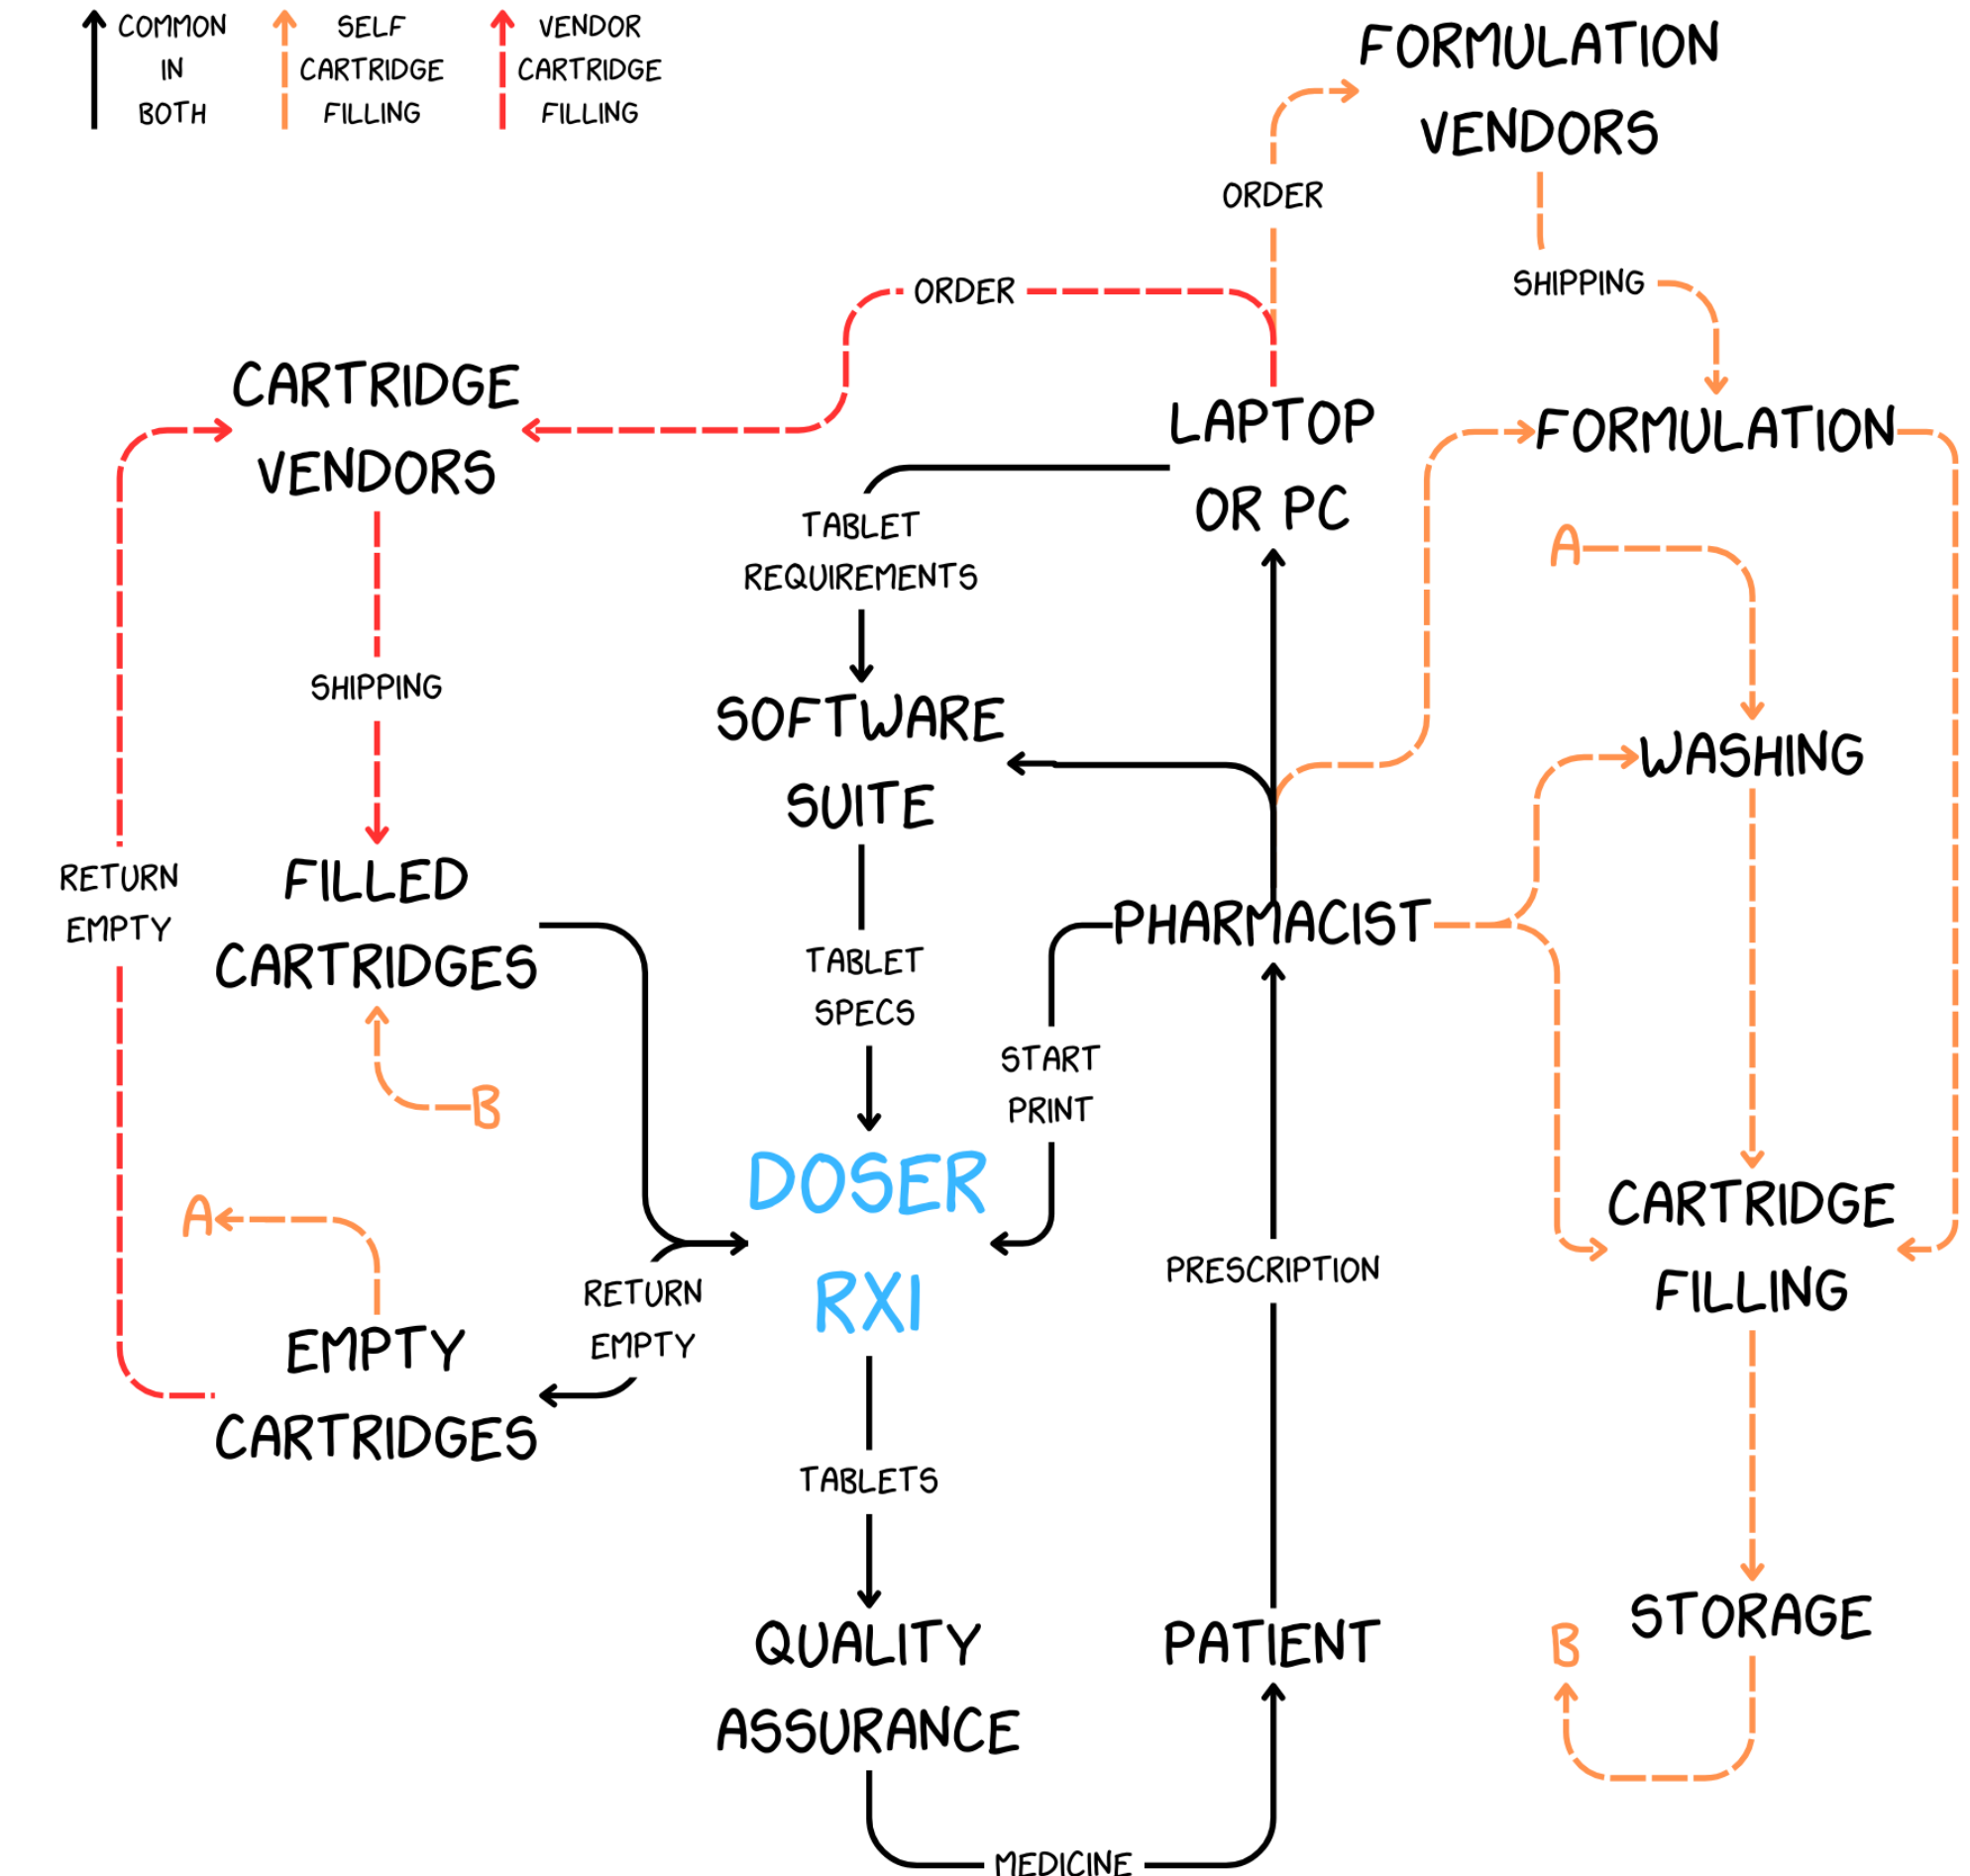 COMMON
IN
BOTH
SELF
CARTRIDGE
FILLING
VENDOR
CARTRIDGE
FILLING
FORMULATION
VENDORS
ORDER
SHIPPING
ORDER
CARTRIDGE
VENDORS
LAPTOP
OR PC
FORMULATION
TABLET
REQUIREMENTS
A
SHIPPING
SOFTWARE
SUITE
WASHING
RETURN
EMPTY
FILLED
CARTRIDGES
PHARMACIST
TABLET
SPECS
START
PRINT
B
DOSER
RX1
A
CARTRIDGE
FILLING
PRESCRIPTION
RETURN
EMPTY
EMPTY
CARTRIDGES
TABLETS
QUALITY
ASSURANCE
PATIENT
STORAGE
B
MEDICINE